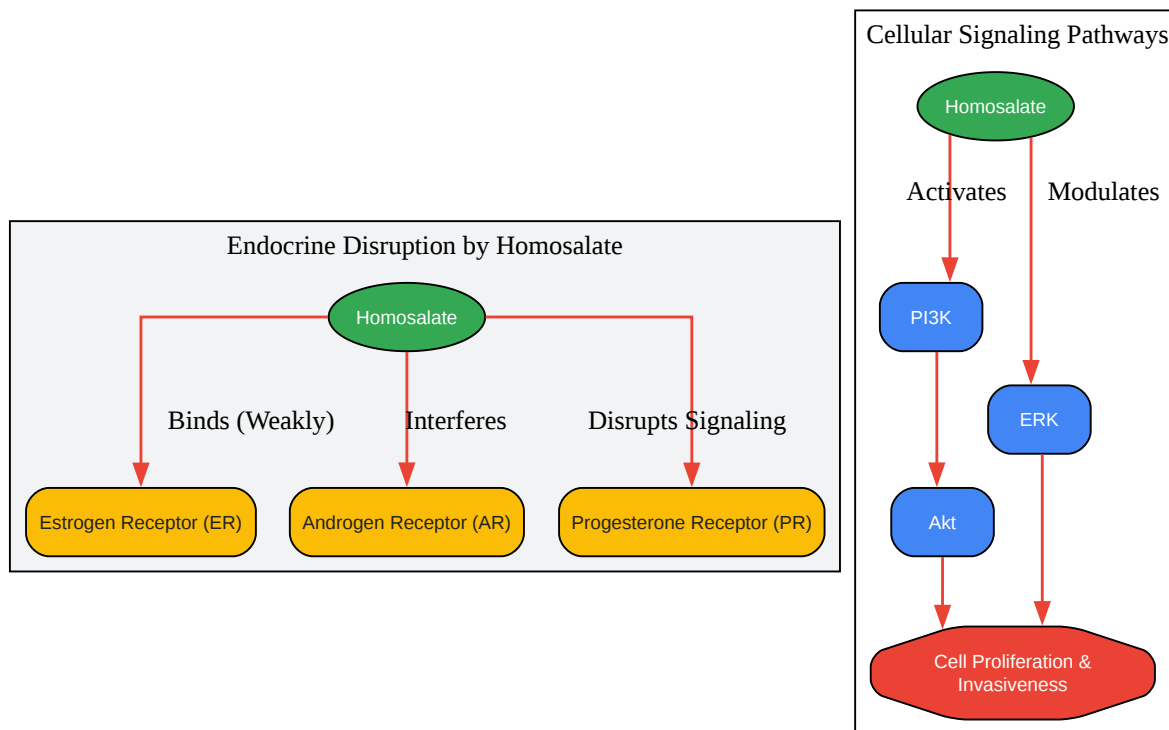 Endocrine Disruption by Homosalate
Homosalate
Binds (Weakly)
Interferes
Disrupts Signaling
Estrogen Receptor (ER)
Androgen Receptor (AR)
Progesterone Receptor (PR)
Cellular Signaling Pathways
Homosalate
Activates
Modulates
PI3K
ERK
Akt
Cell Proliferation &
Invasiveness